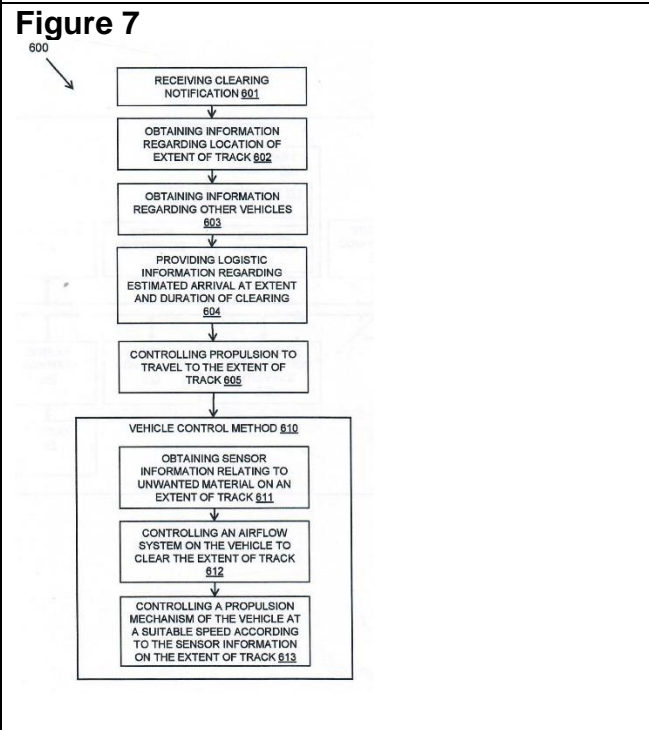 Figure 7
600
RECEIVING CLEARING
NOTIFICATION 601
OBTAINING INFORMATION
REGARDING LOCATION OF
EXTENT OF TRACK 602
OBTAINING INFORMATION
REGARDING OTHER VEHICLES
603
PROVIDING LOGISTIC
INFORMATION REGARDING
ESTIMATED ARRIVAL AT EXTENT
AND DURATION OF CLEARING
604
CONTROLLING PROPULSION TO
TRAVEL TO THE EXTENT OF
TRACK 605
VEHICLE CONTROL METHOD 610
OBTAINING SENSOR
INFORMATION RELATING TO
UNWANTED MATERIAL ON AN
EXTENT OF TRACK 611
CONTROLLING AN AIRFLOW
SYSTEM ON THE VEHICLE TO
CLEAR THE EXTENT OF TRACK
612
CONTROLLING A PROPULSION
MECHANISM OF THE VEHICLE AT
A SUITABLE SPEED ACCORDING
TO THE SENSOR INFORMATION
ON THE EXTENT OF TRACK 613